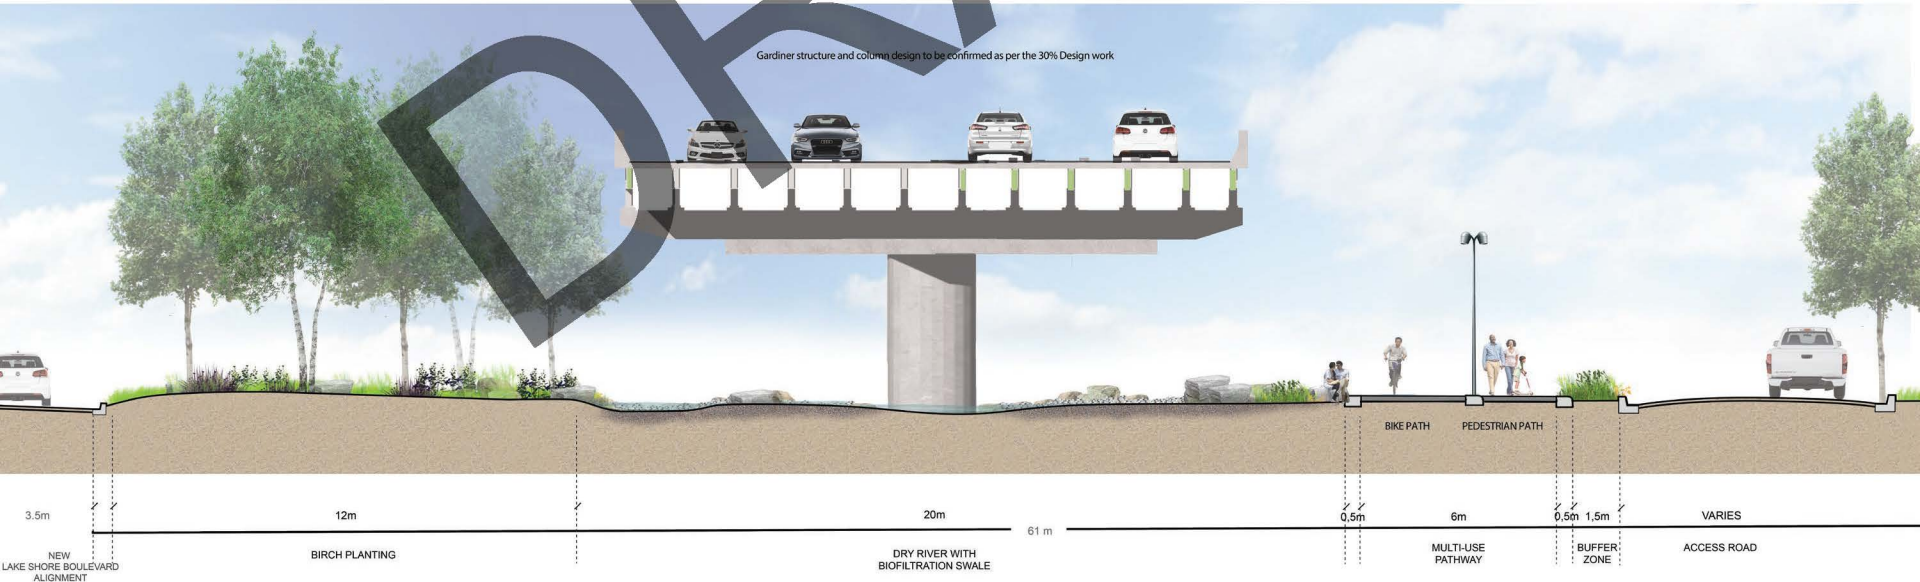 Gardiner structure and column design to be confirmed as per the 30% Design work
BIKE PATH
PEDESTRIAN PATH
3.5m
12m
20m
0,5m
6m
0,5m
1,5m
VARIES
61 m
NEW
LAKE SHORE BOULEVARD
ALIGNMENT
BIRCH PLANTING
DRY RIVER WITH
BIOFILTRATION SWALE
MULTI-USE
PATHWAY
BUFFER
ZONE
ACCESS ROAD